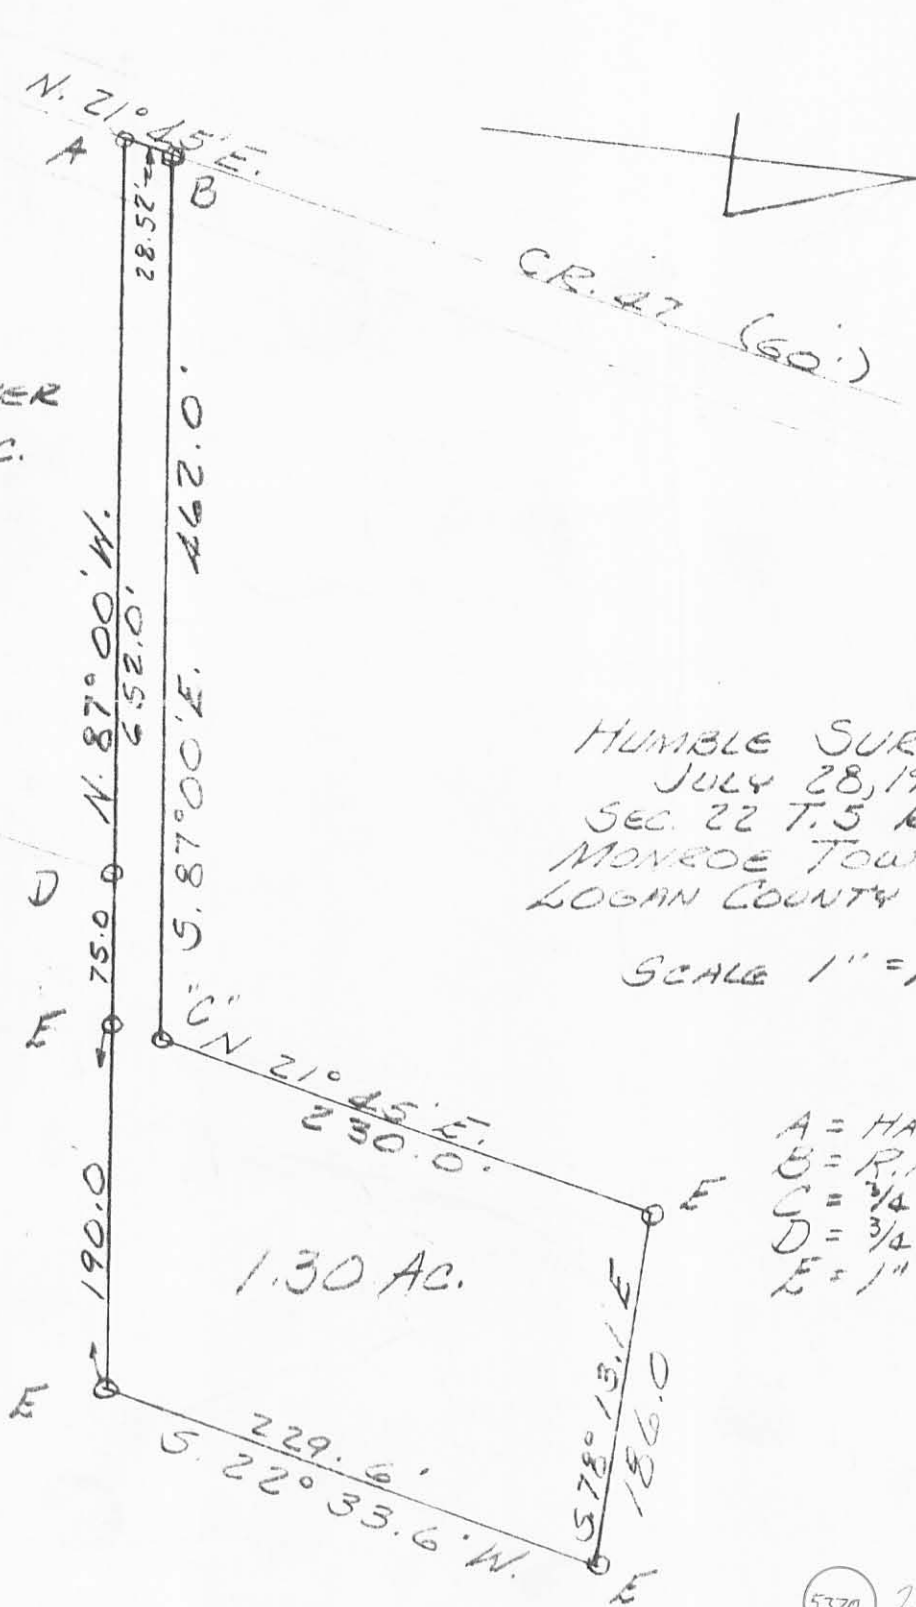 N. 21° 45' E.
A
B
28.52'
C.R. 47 (60')
ER
S.
N. 87° 00' W.
652.0'
S. 87° 00' E. 462.0'
HUMBLE SUR
JULY 28, 19
SEC. 22 T. 5
MONROE TOW
LOGAN COUNTY
SCALE 1" =
D
75.0
E
"C"
N 21° 45' E.
230.0'
E
A = HA
B = R.
C = 3/4
D = 3/4
E = 1"
190.0
1.30 AC.
S 78° 13.1' E
186.0
E
229.6'
S. 22° 33.6' W.
E
5370